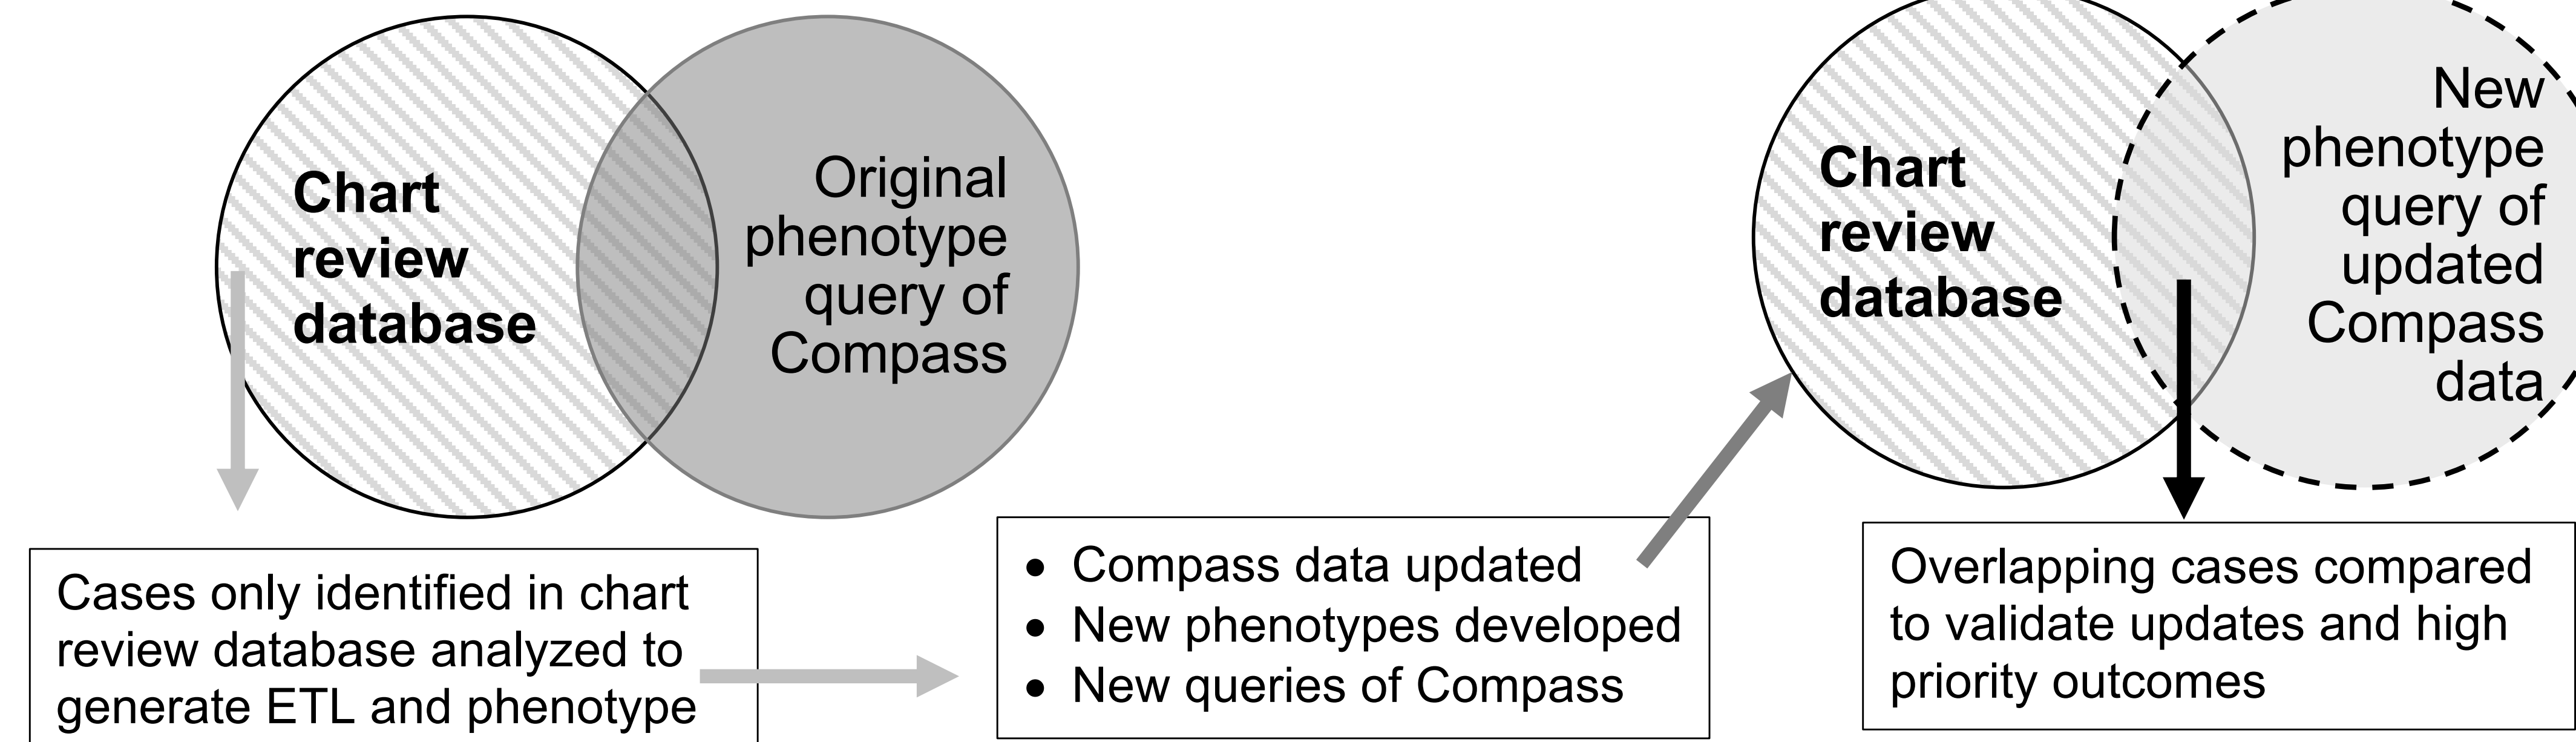 Chart
review
database
Original
phenotype
query of
Compass
Chart
review
database
New
phenotype
query of
updated
Compass
data
Cases only identified in chart
review database analyzed to
generate ETL and phenotype
• Compass data updated
• New phenotypes developed
• New queries of Compass
Overlapping cases compared
to validate updates and high
priority outcomes